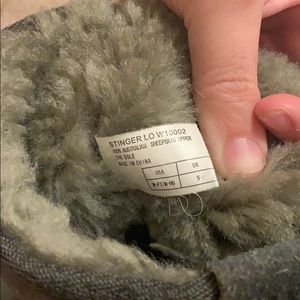 STINGER LO W10002
100% AUSTRALIAN SHEEPSKIN UPPER
TPR SOLE
MADE IN CHINA
USA UK
5